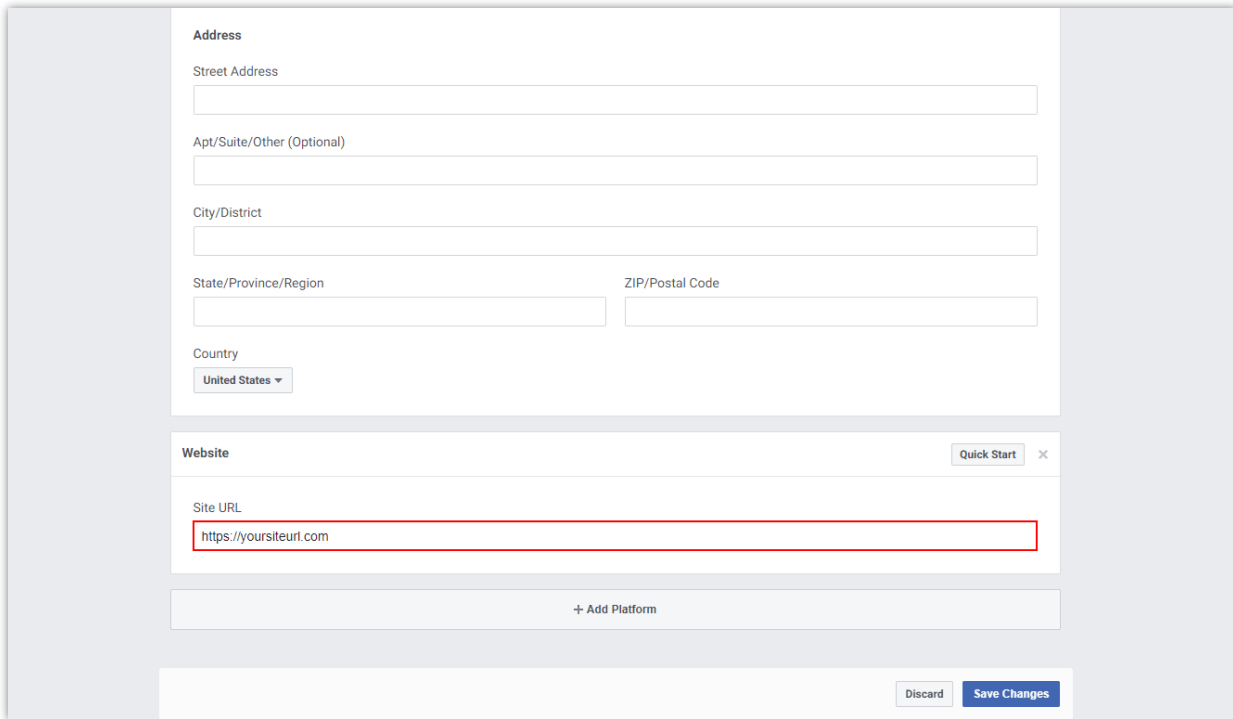 Address
Street Address
Apt/Suite/Other (Optional)
City/District
State/Province/Region
ZIP/Postal Code
Country
United States
Website
Quick Start
Site URL
https://yoursiteurl.com
+ Add Platform
Discard
Save Changes